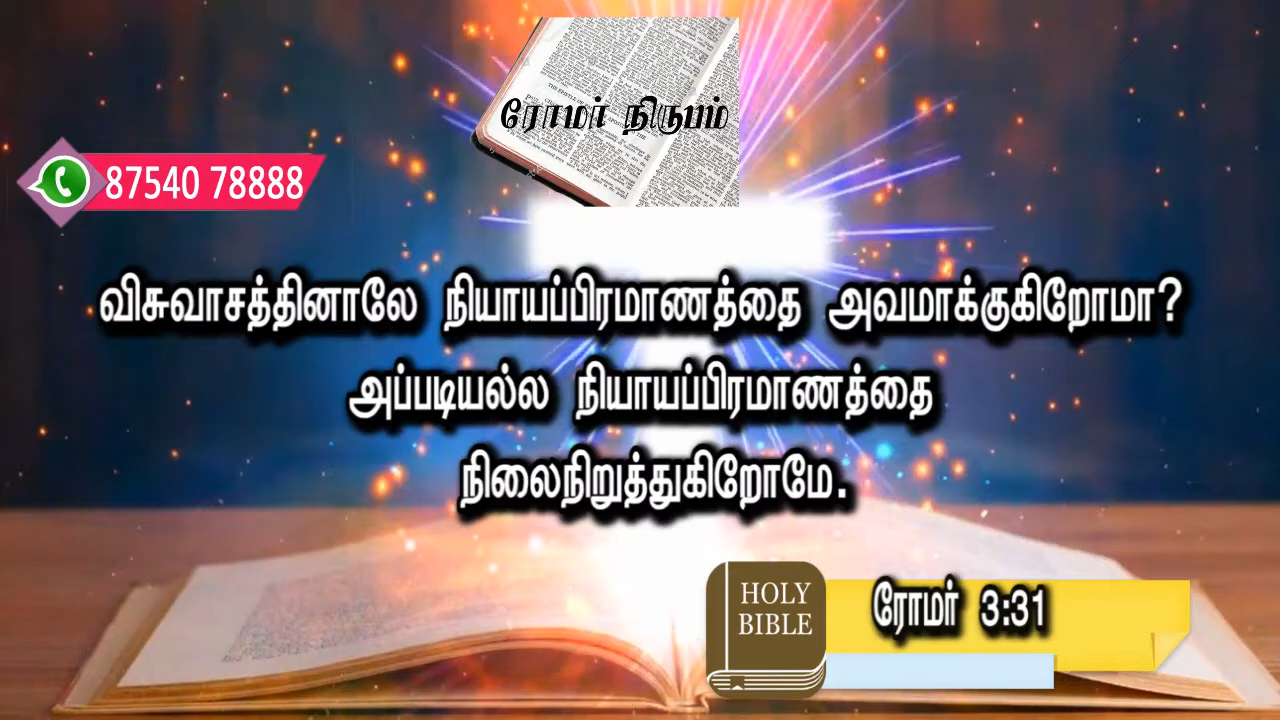 ரோமர் நிருபம்
87540 78888
விசுவாசத்தினாலே நியாயப்பிரமாணத்தை அவமாக்குகிறோமா?
அப்படியல்ல நியாயப்பிரமாணத்தை
நிலைநிறுத்துகிறோமே.
HOLY
BIBLE
ரோமர் 3:31